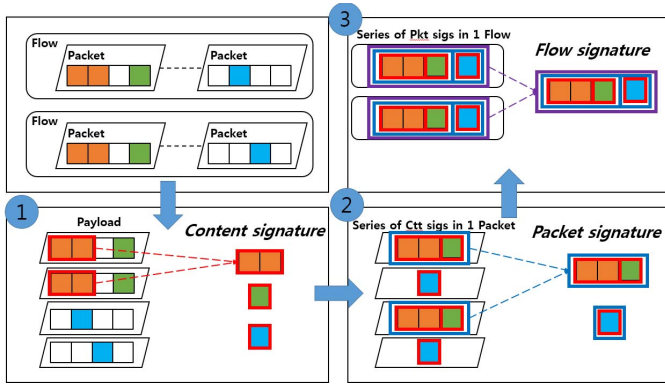 Flow
Packet
Packet
Flow
Packet
Packet
3
Series of Pkt sigs in 1 Flow
Flow signature
1
Payload
Content signature
2
Series of Ctt sigs in 1 Packet
Packet signature